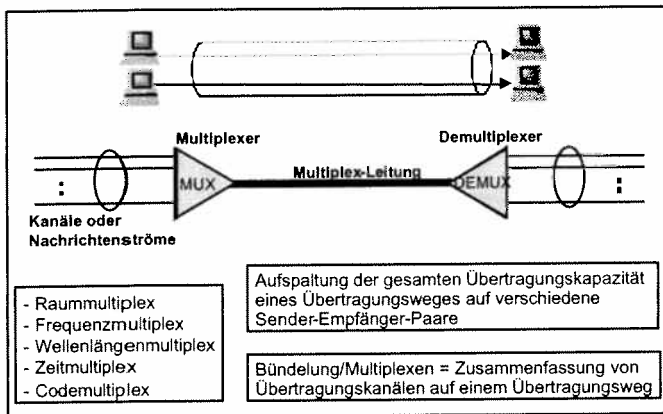 Multiplexer
Demultiplexer
MUX
Multiplex-Leitung
DEMUX
Kanäle oder
Nachrichtenströme
- Raummultiplex
- Frequenzmultiplex
- Wellenlängenmultiplex
- Zeitmultiplex
- Codemultiplex
Aufspaltung der gesamten Übertragungskapazität
eines Übertragungsweges auf verschiedene
Sender-Empfänger-Paare
Bündelung/Multiplexen = Zusammenfassung von
Übertragungskanälen auf einem Übertragungsweg